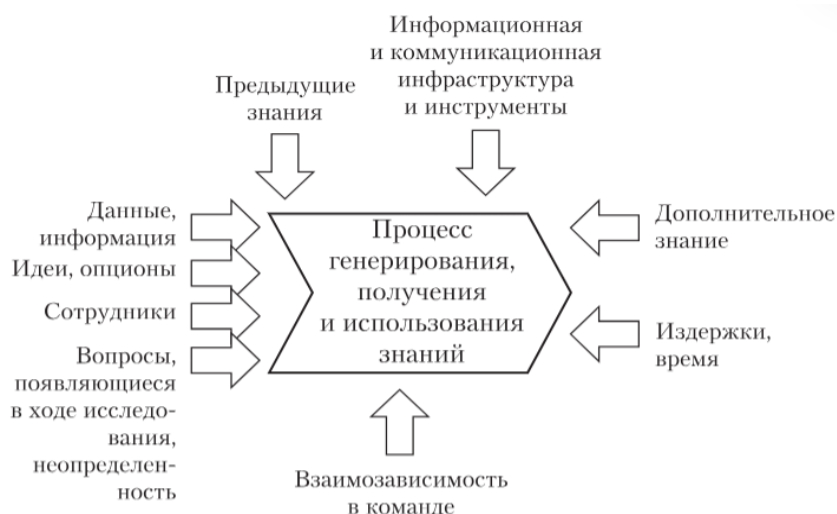 Информационная
и коммуникационная
инфраструктура
и инструменты
Предыдущие
знания
Данные,
информация
Идеи, опционы
Сотрудники
Вопросы,
появляющиеся
в ходе исследо-
вания,
неопределен-
ность
Процесс
генерирования,
получения
и использования
знаний
Дополнительное
знание
Издержки,
время
Взаимозависимость
в команде